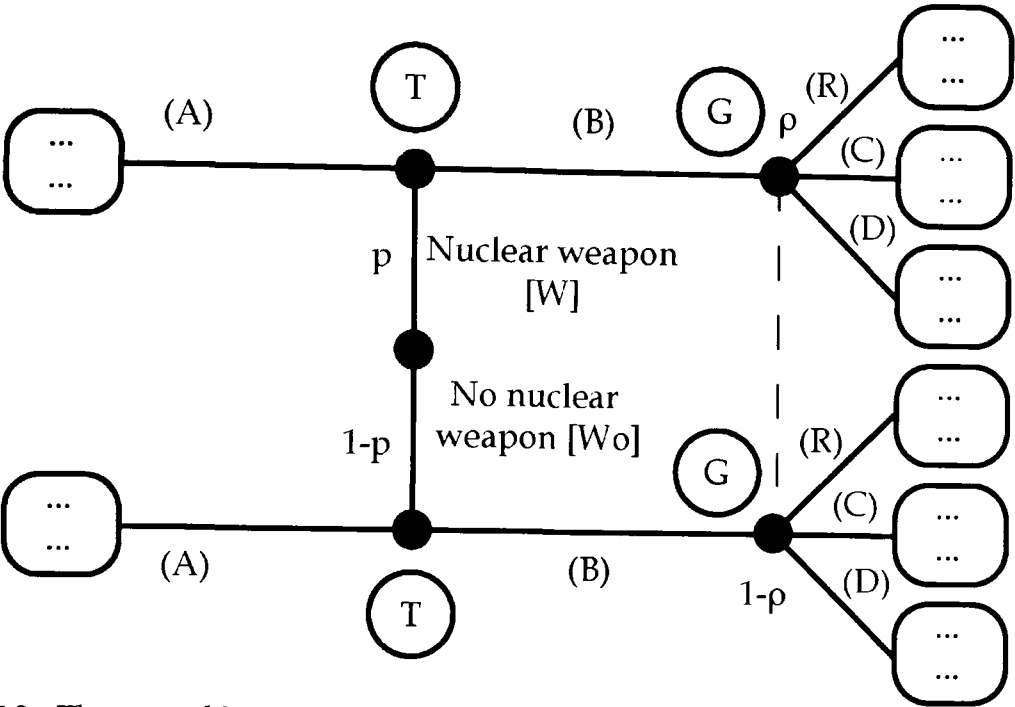 ...
...
(A)
T
(B)
G
ρ
(R)
...
...
(C)
...
...
(D)
...
...
p
Nuclear weapon
[W]
No nuclear
weapon [Wo]
1-p
...
...
(A)
T
(B)
G
1-ρ
(R)
...
...
(C)
...
...
(D)
...
...